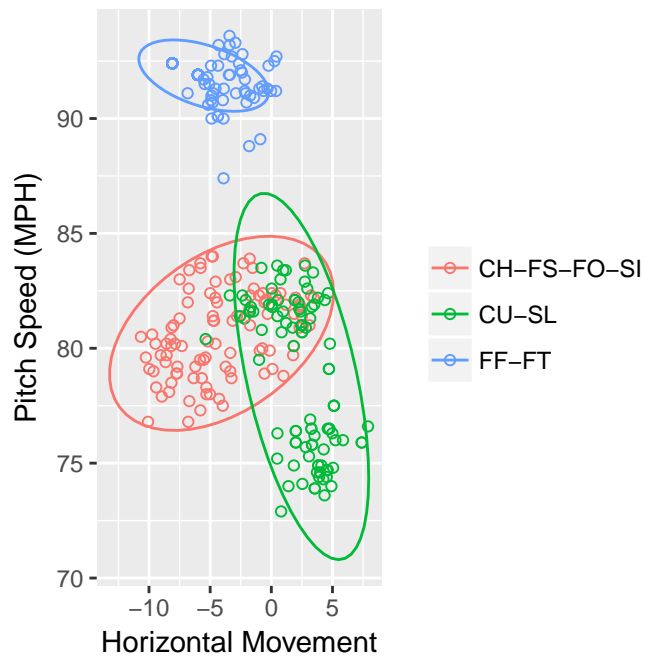 90
85
80
75
70
−10
−5
0
5
Horizontal Movement
Pitch Speed (MPH)
CH−FS−FO−SI
CU−SL
FF−FT